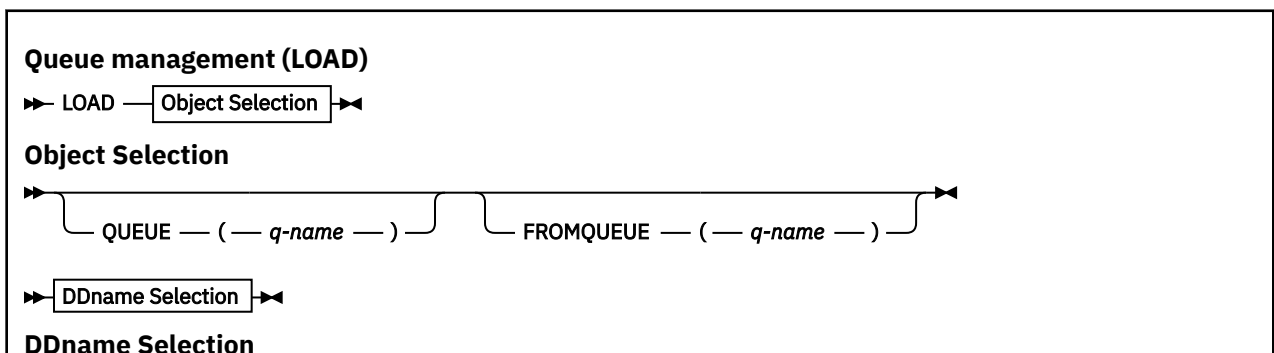 Queue management (LOAD)
LOAD Object Selection
Object Selection
QUEUE ( q-name ) FROMQUEUE ( q-name )
DDname Selection
DDname Selection